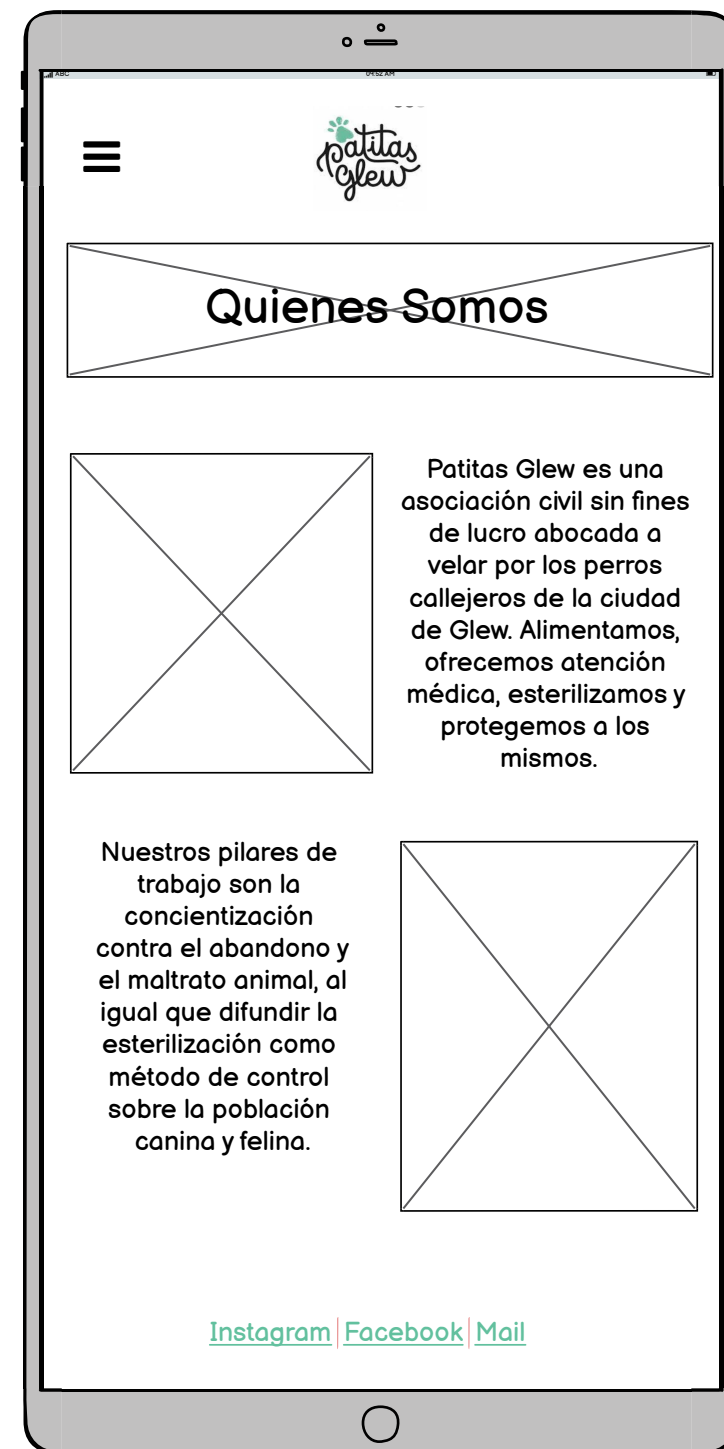 ABC
09:52 AM
patitas
glew
Quienes Somos
Patitas Glew es una
asociación civil sin fines
de lucro abocada a
velar por los perros
callejeros de la ciudad
de Glew. Alimentamos,
ofrecemos atención
médica, esterilizamos y
protegemos a los
mismos.
Nuestros pilares de
trabajo son la
concientización
contra el abandono y
el maltrato animal, al
igual que difundir la
esterilización como
método de control
sobre la población
canina y felina.
Instagram Facebook Mail